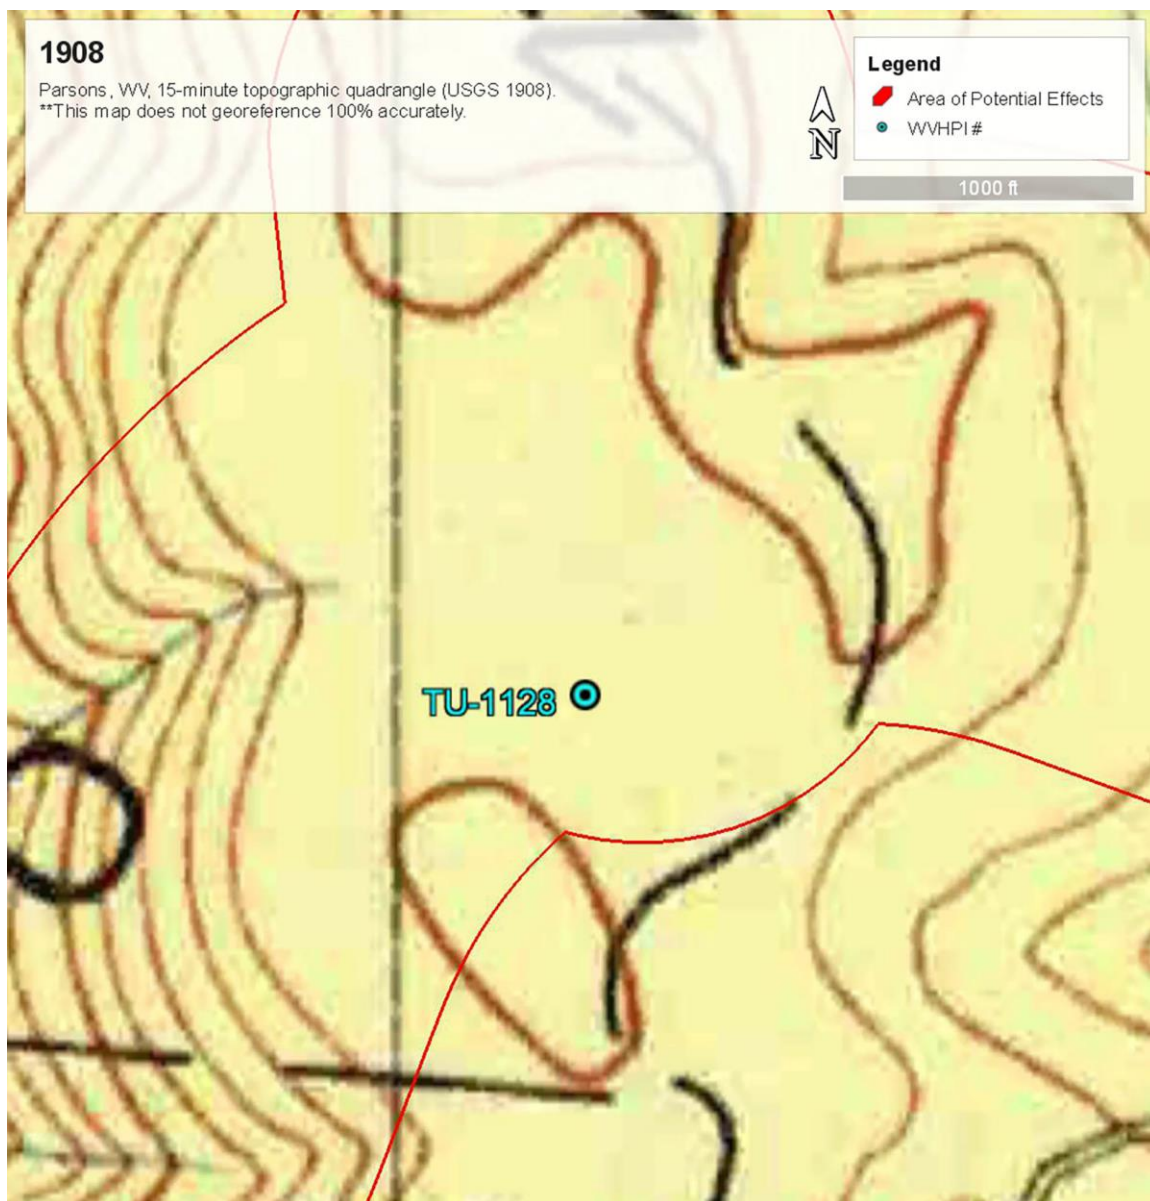 1908
Parsons, WV, 15-minute topographic quadrangle (USGS 1908).
**This map does not georeference 100% accurately.
N
Legend
Area of Potential Effects
WVHPI #
1000 ft
TU-1128